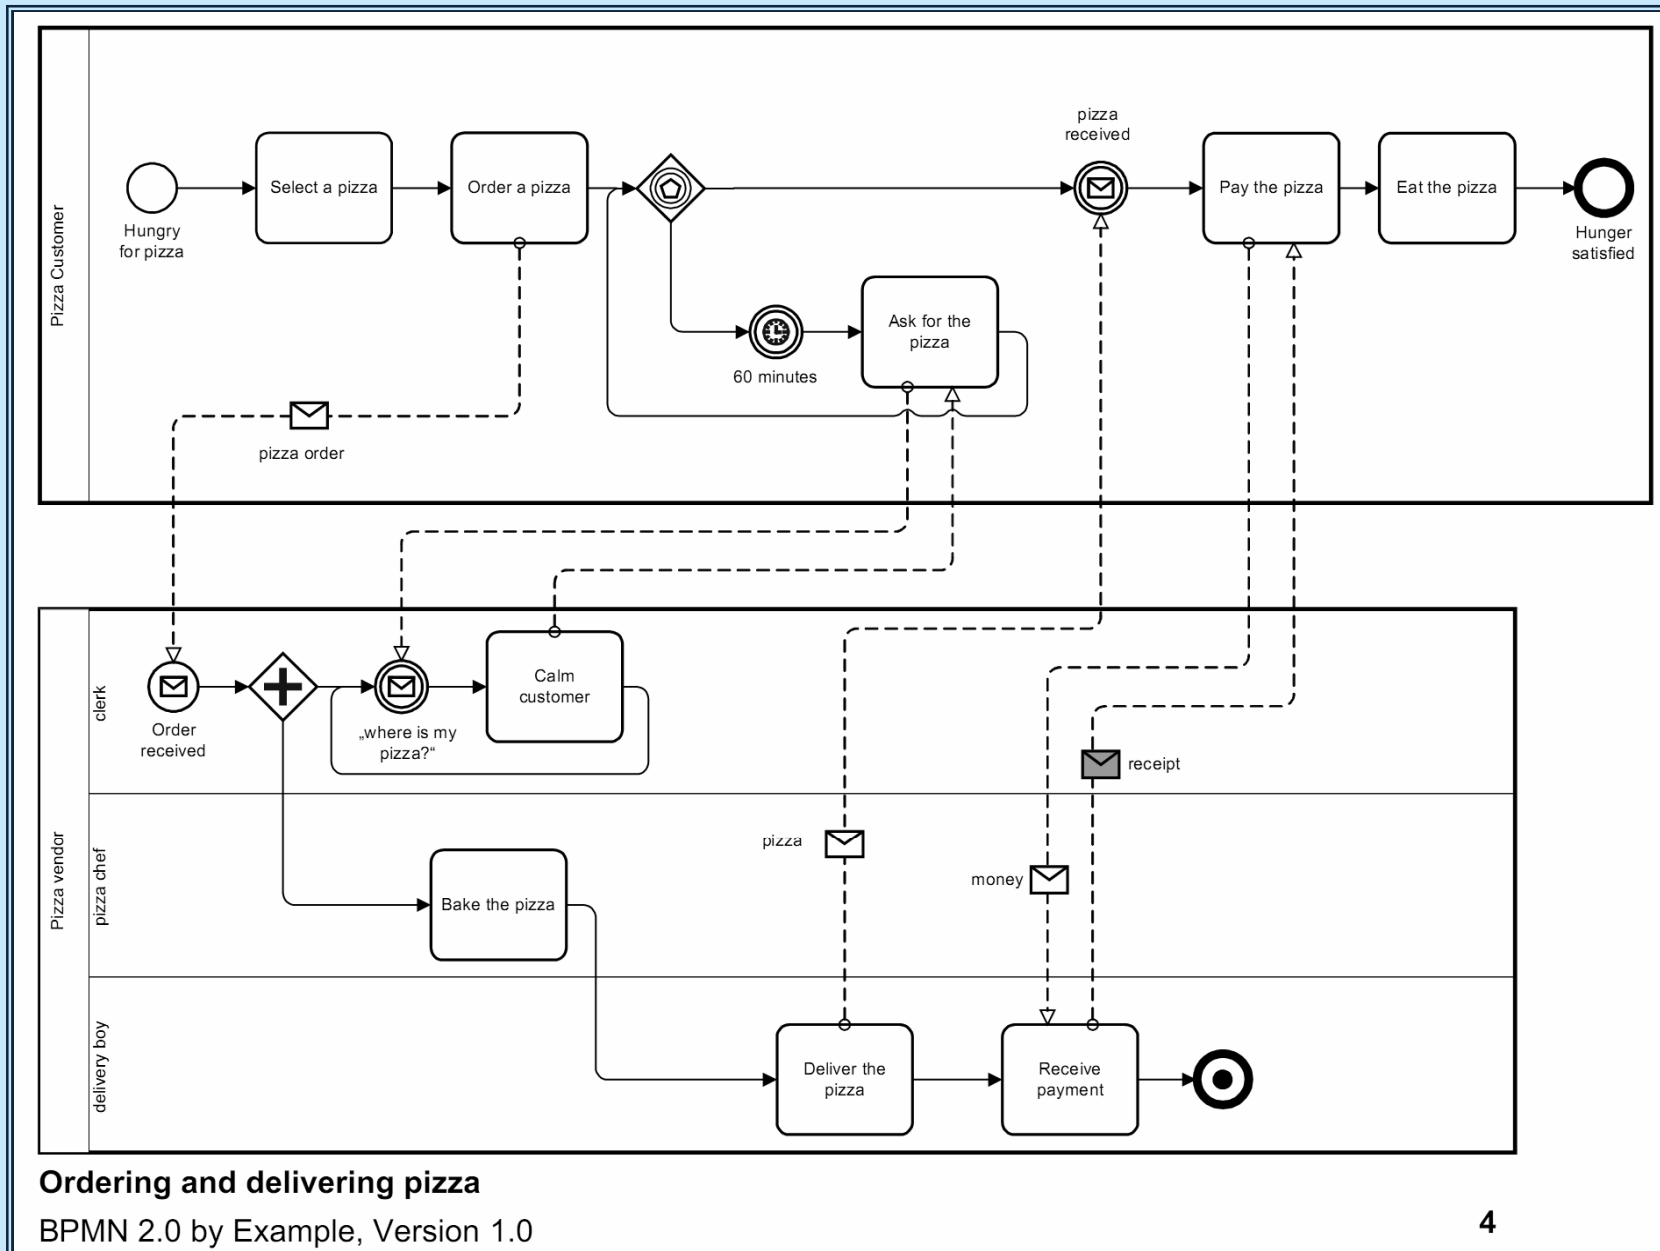 pizza
received
Select a pizza
Order a pizza
Pay the pizza
Eat the pizza
Hungry
for pizza
Hunger
satisfied
Pizza Customer
Ask for the
pizza
60 minutes
pizza order
Calm
customer
clerk
Order
received
„where is my
pizza?“
receipt
Pizza vendor
pizza chef
pizza
money
Bake the pizza
delivery boy
Deliver the
pizza
Receive
payment
Ordering and delivering pizza
BPMN 2.0 by Example, Version 1.0
4